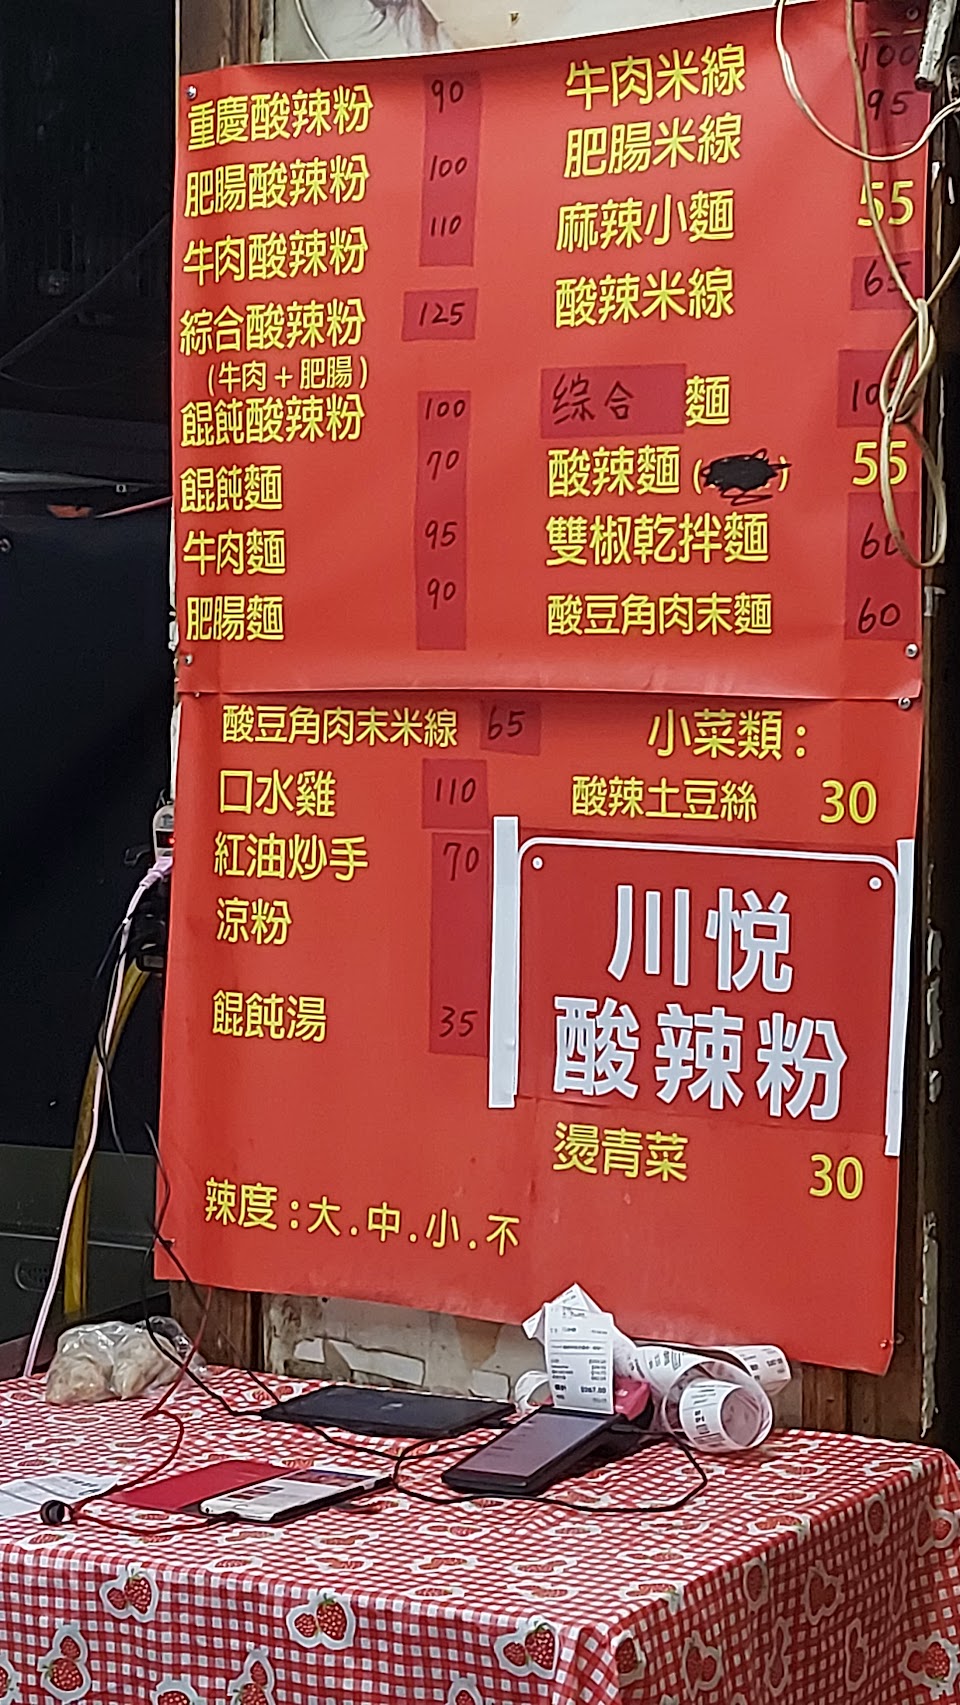 重慶酸辣粉 90
肥腸酸辣粉 100
牛肉酸辣粉 110
綜合酸辣粉 125
(牛肉+肥腸)
餛飩酸辣粉 100
餛飩麵 70
牛肉麵 95
肥腸麵 90
牛肉米線 100
肥腸米線 95
麻辣小麵 55
酸辣米線 65
综合 麵
酸辣麵( ) 55
雙椒乾拌麵 60
酸豆角肉末麵 60
酸豆角肉末米線 65
口水雞 110
紅油炒手 70
涼粉
餛飩湯 35
辣度:大.中.小.不
小菜類:
酸辣土豆絲 30
川悦
酸辣粉
燙青菜 30